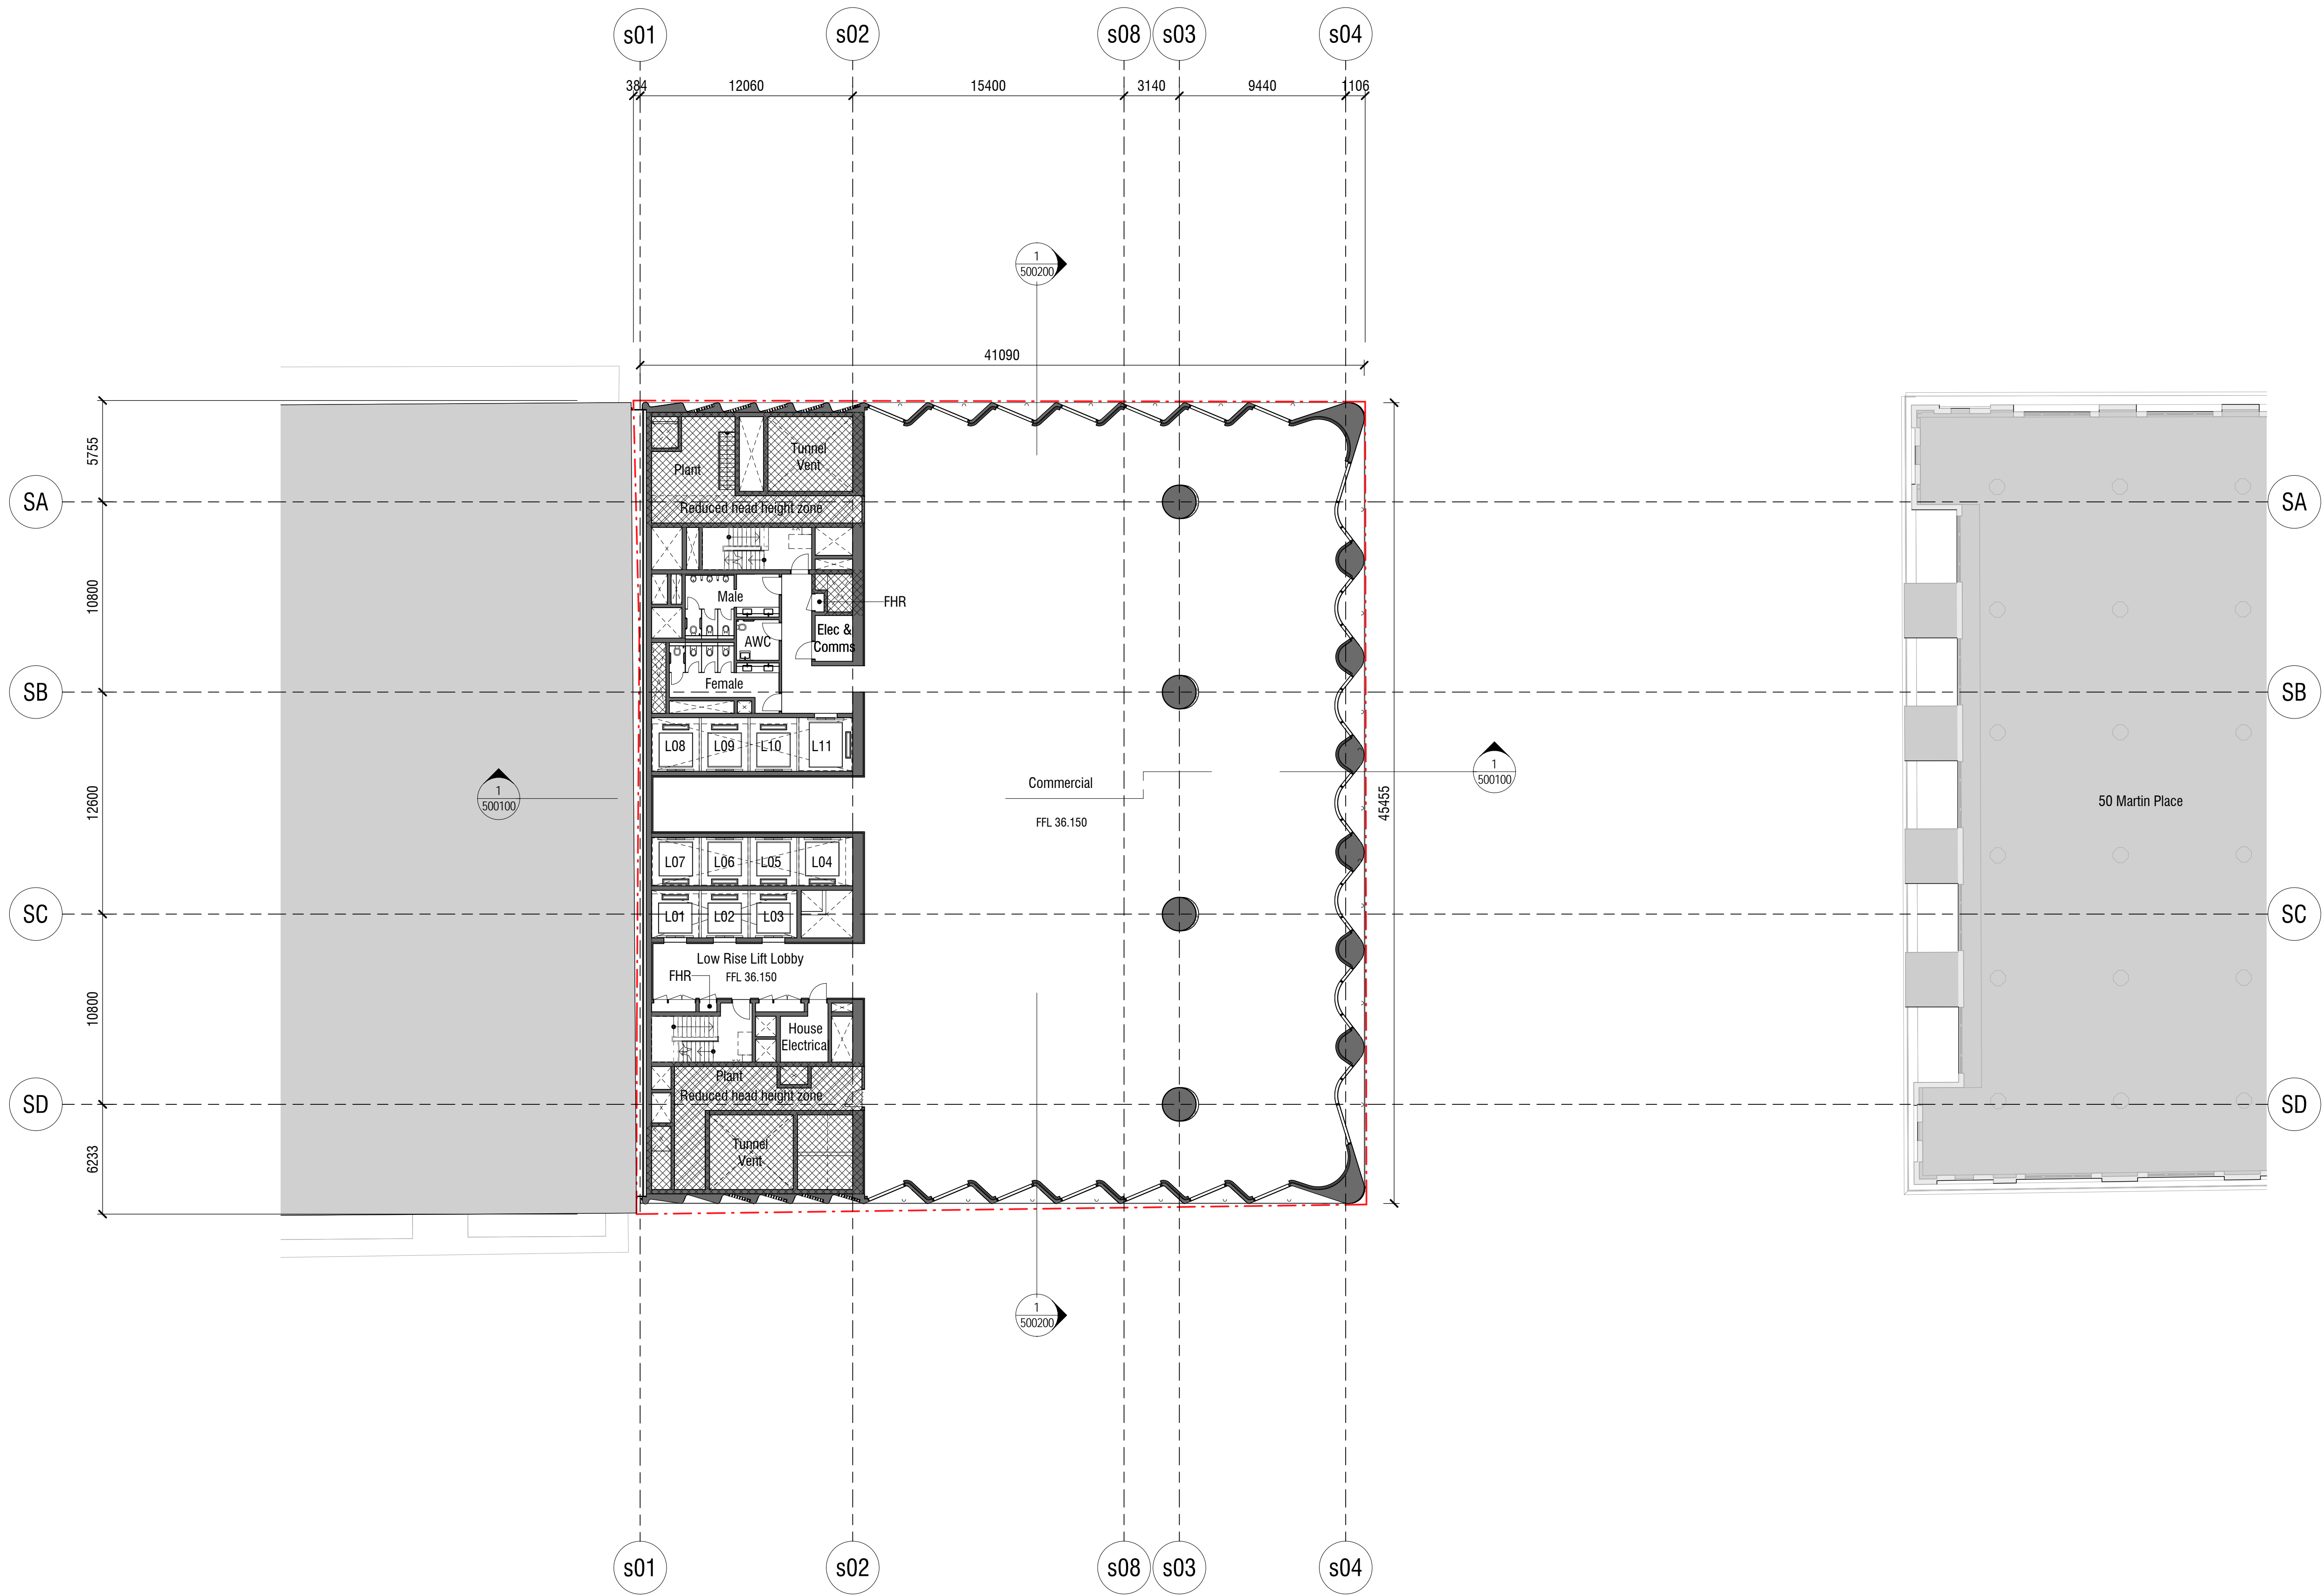 s01 s02 s08 s03 s04
384 12060 15400 3140 9440 1106
1
500200
41090
5755
10800
12600
10800
6233
SA
SB
SC
SD
Plant
Tunnel
Vent
Reduced head height zone
Male
FHR
AWC
Elec &
Comms
Female
L08 L09 L10 L11
L07 L06 L05 L04
L01 L02 L03
Low Rise Lift Lobby
FFL 36.150
FHR
House
Electrical
Plant
Reduced head height zone
Tunnel
Vent
1
500100
Commercial
FFL 36.150
45455
1
500100
50 Martin Place
SA
SB
SC
SD
1
500200
s01 s02 s08 s03 s04